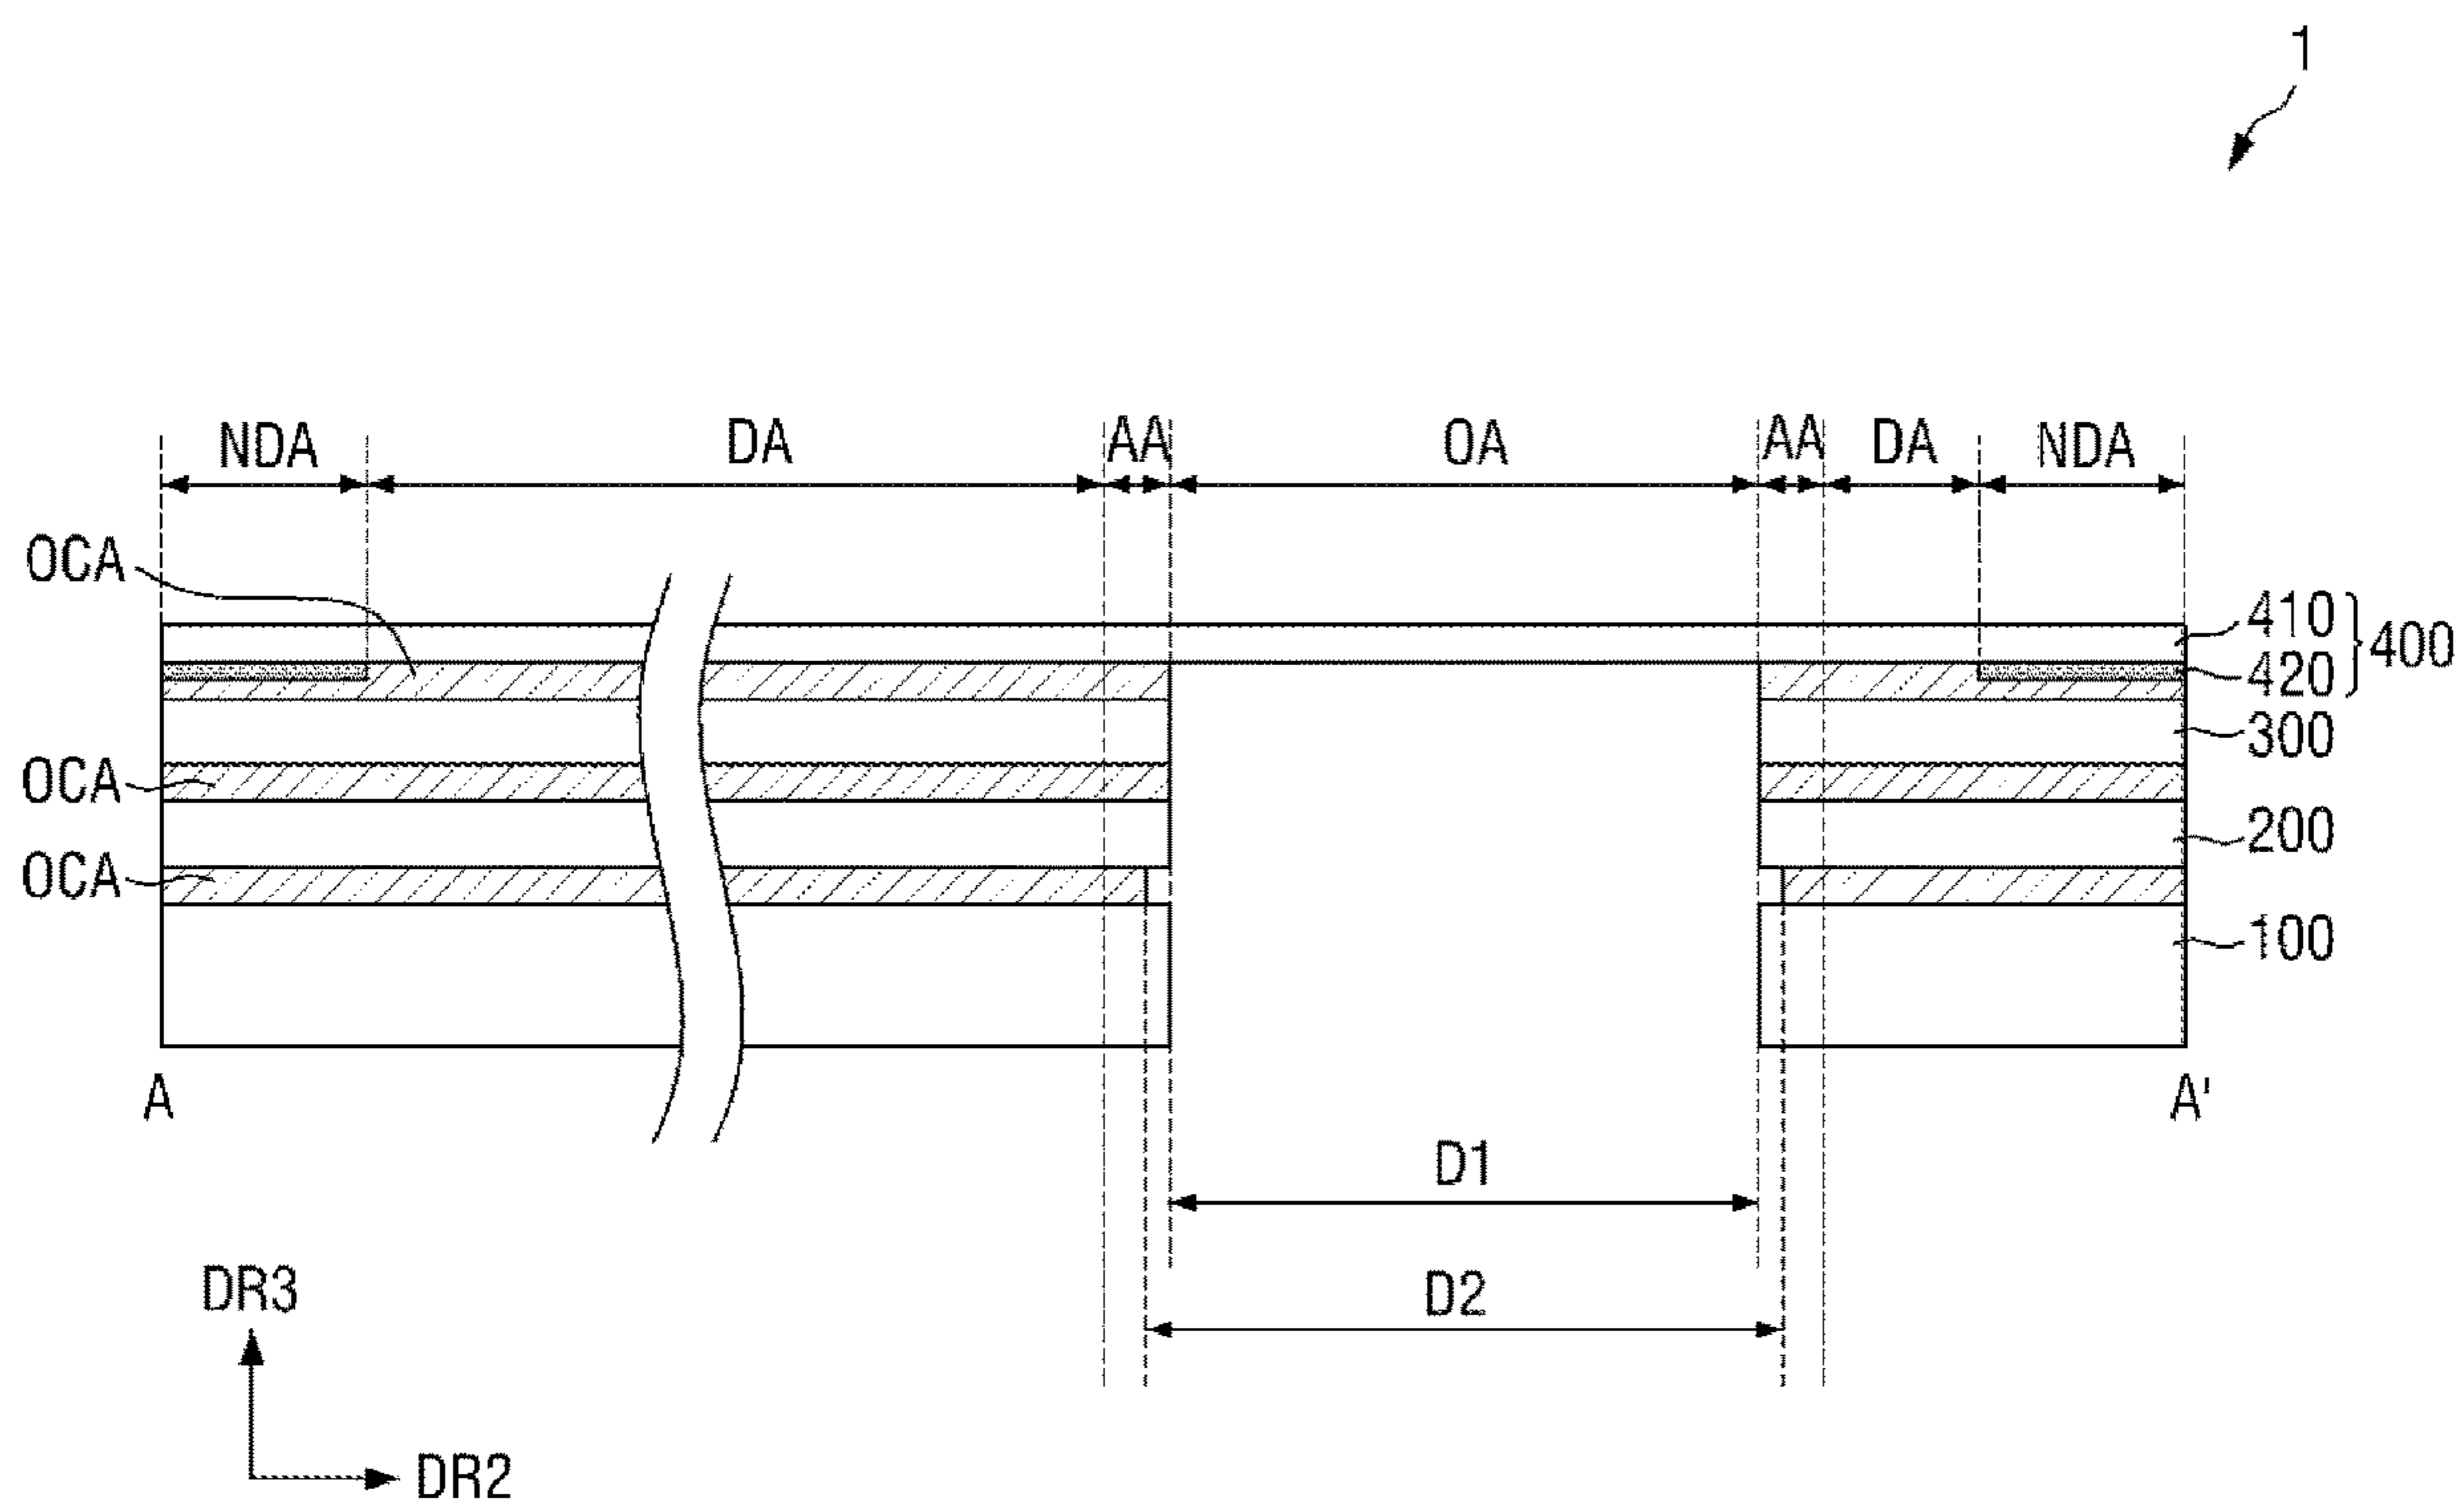 1
NDA DA AA OA AA DA NDA
OCA
410
420
400
300
OCA
200
OCA
100
A A'
D1
D2
DR3
DR2